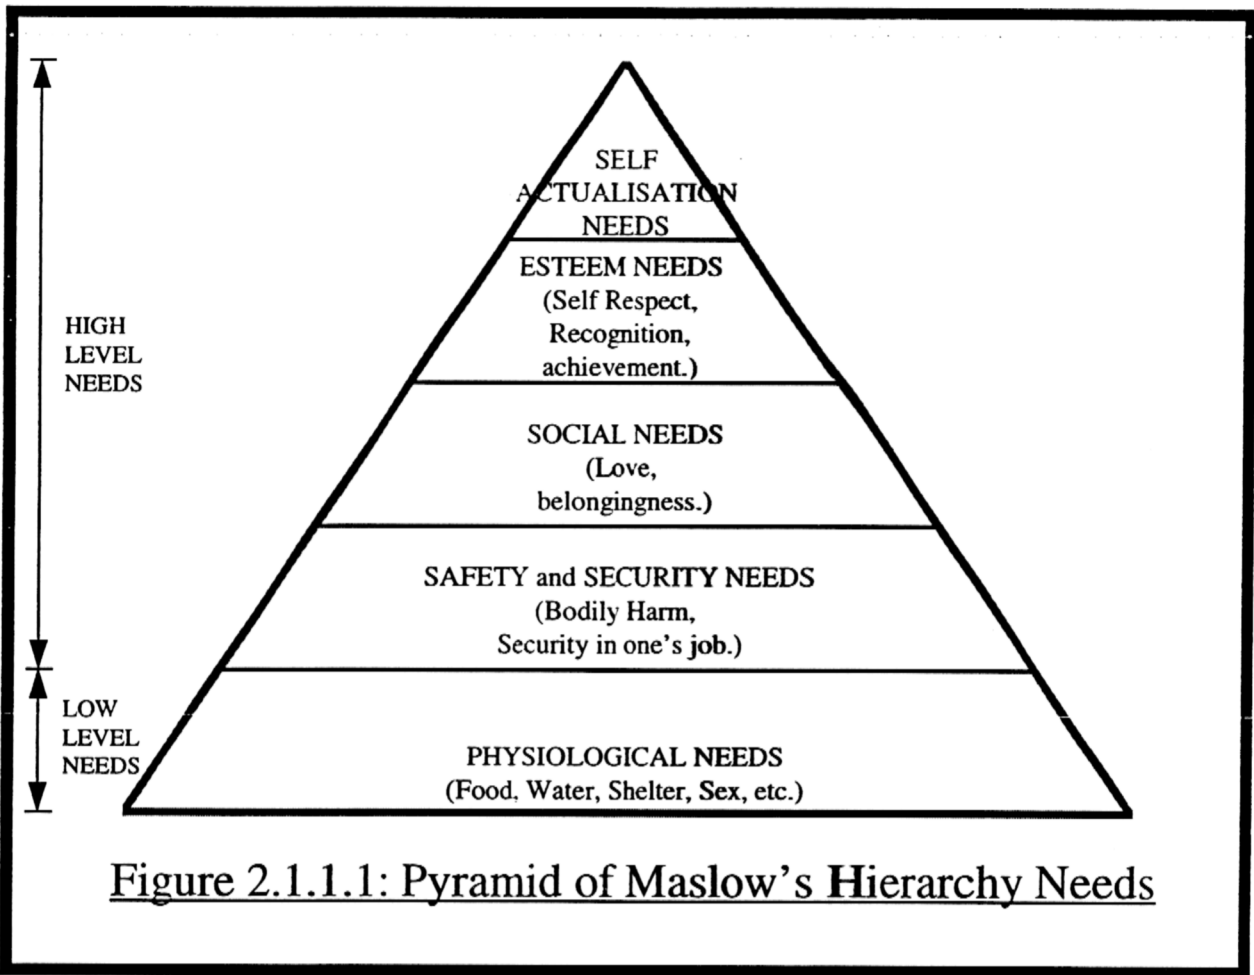 SELF
ACTUALISATION
NEEDS
ESTEEM NEEDS
(Self Respect,
Recognition,
achievement.)
HIGH
LEVEL
NEEDS
SOCIAL NEEDS
(Love,
belongingness.)
SAFETY and SECURITY NEEDS
(Bodily Harm,
Security in one's job.)
LOW
LEVEL
NEEDS
PHYSIOLOGICAL NEEDS
(Food, Water, Shelter, Sex, etc.)
Figure 2.1.1.1: Pyramid of Maslow's Hierarchy Needs